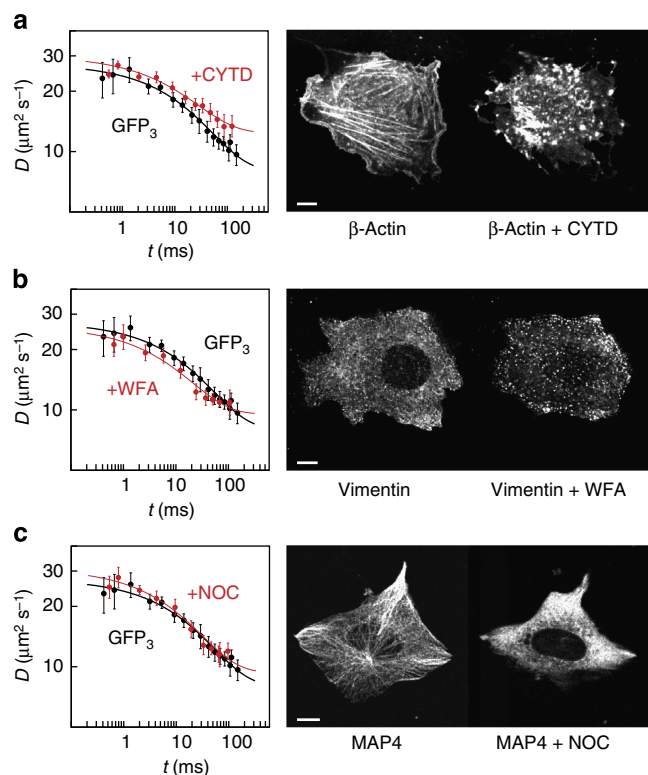 a
30
20
10
D (μm² s⁻¹)
+CYTD
GFP₃
1 10 100
t (ms)
β-Actin β-Actin + CYTD
b
30
20
10
D (μm² s⁻¹)
GFP₃
+WFA
1 10 100
t (ms)
Vimentin Vimentin + WFA
c
30
20
10
D (μm² s⁻¹)
+NOC
GFP₃
1 10 100
t (ms)
MAP4 MAP4 + NOC